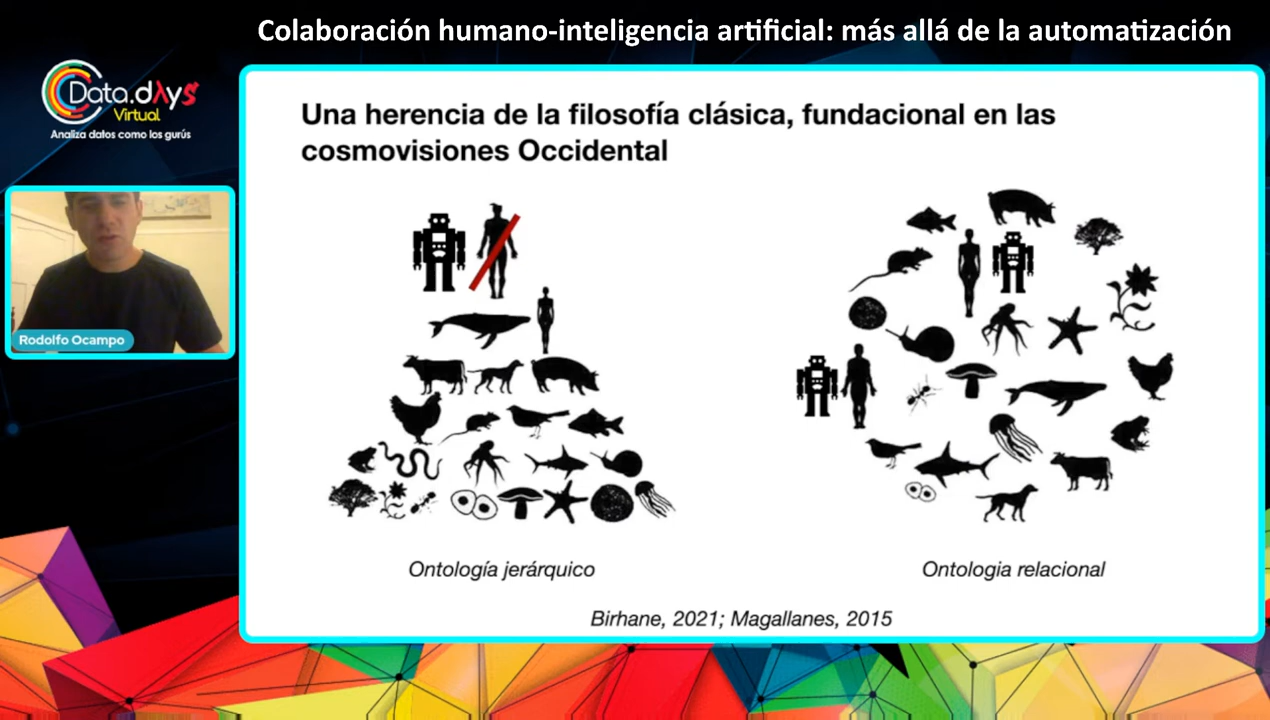 Colaboración humano-inteligencia artificial: más allá de la automatización
Data.dAys
Virtual
Analiza datos como los gurús
Una herencia de la filosofía clásica, fundacional en las
cosmovisiones Occidental
Rodolfo Ocampo
Ontología jerárquico
Ontologia relacional
Birhane, 2021; Magallanes, 2015